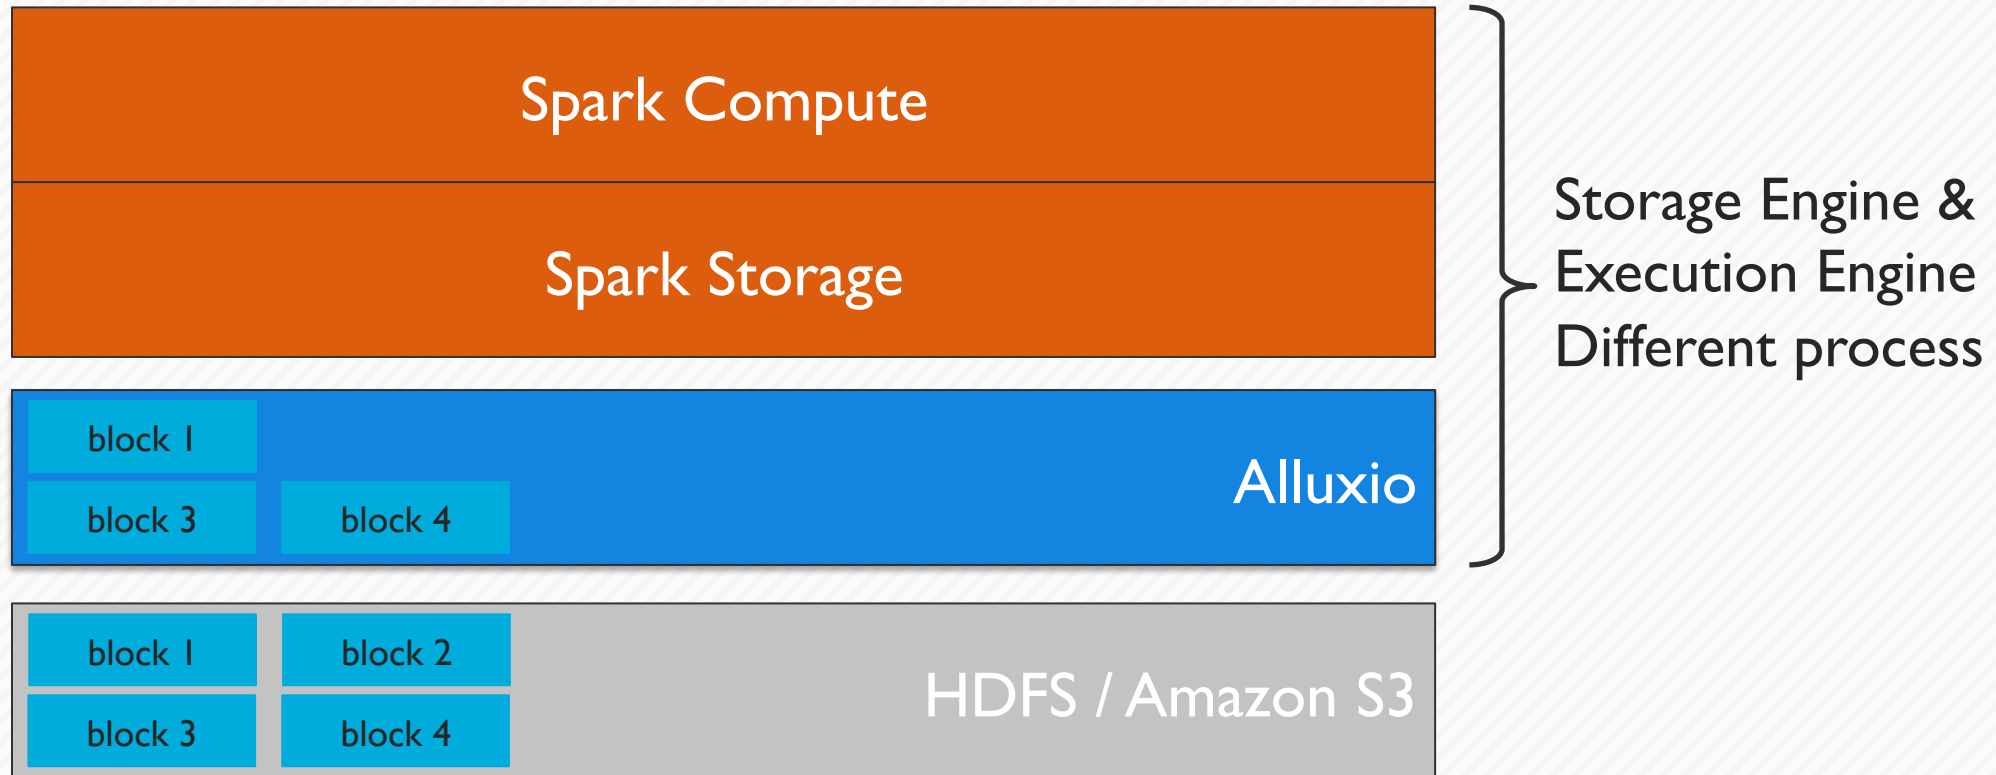 Spark Compute
Spark Storage
Storage Engine &
Execution Engine
Different process
block 1
block 3
block 4
Alluxio
block 1
block 2
block 3
block 4
HDFS / Amazon S3